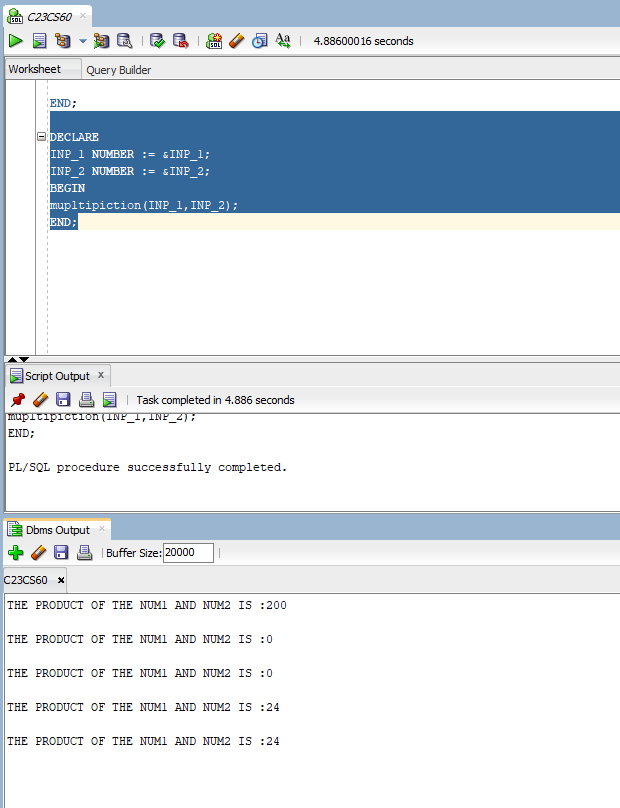 C23CS60
SQL
4.88600016 seconds
Worksheet
Query Builder
END;
DECLARE
INP_1 NUMBER := &INP_1;
INP_2 NUMBER := &INP_2;
BEGIN
mupltipiction(INP_1,INP_2);
END;
Script Output x
Task completed in 4.886 seconds
mupltipiction(INP_1,INP_2);
END;
PL/SQL procedure successfully completed.
Dbms Output
Buffer Size: 20000
C23CS60 x
THE PRODUCT OF THE NUM1 AND NUM2 IS :200
THE PRODUCT OF THE NUM1 AND NUM2 IS :0
THE PRODUCT OF THE NUM1 AND NUM2 IS :0
THE PRODUCT OF THE NUM1 AND NUM2 IS :24
THE PRODUCT OF THE NUM1 AND NUM2 IS :24